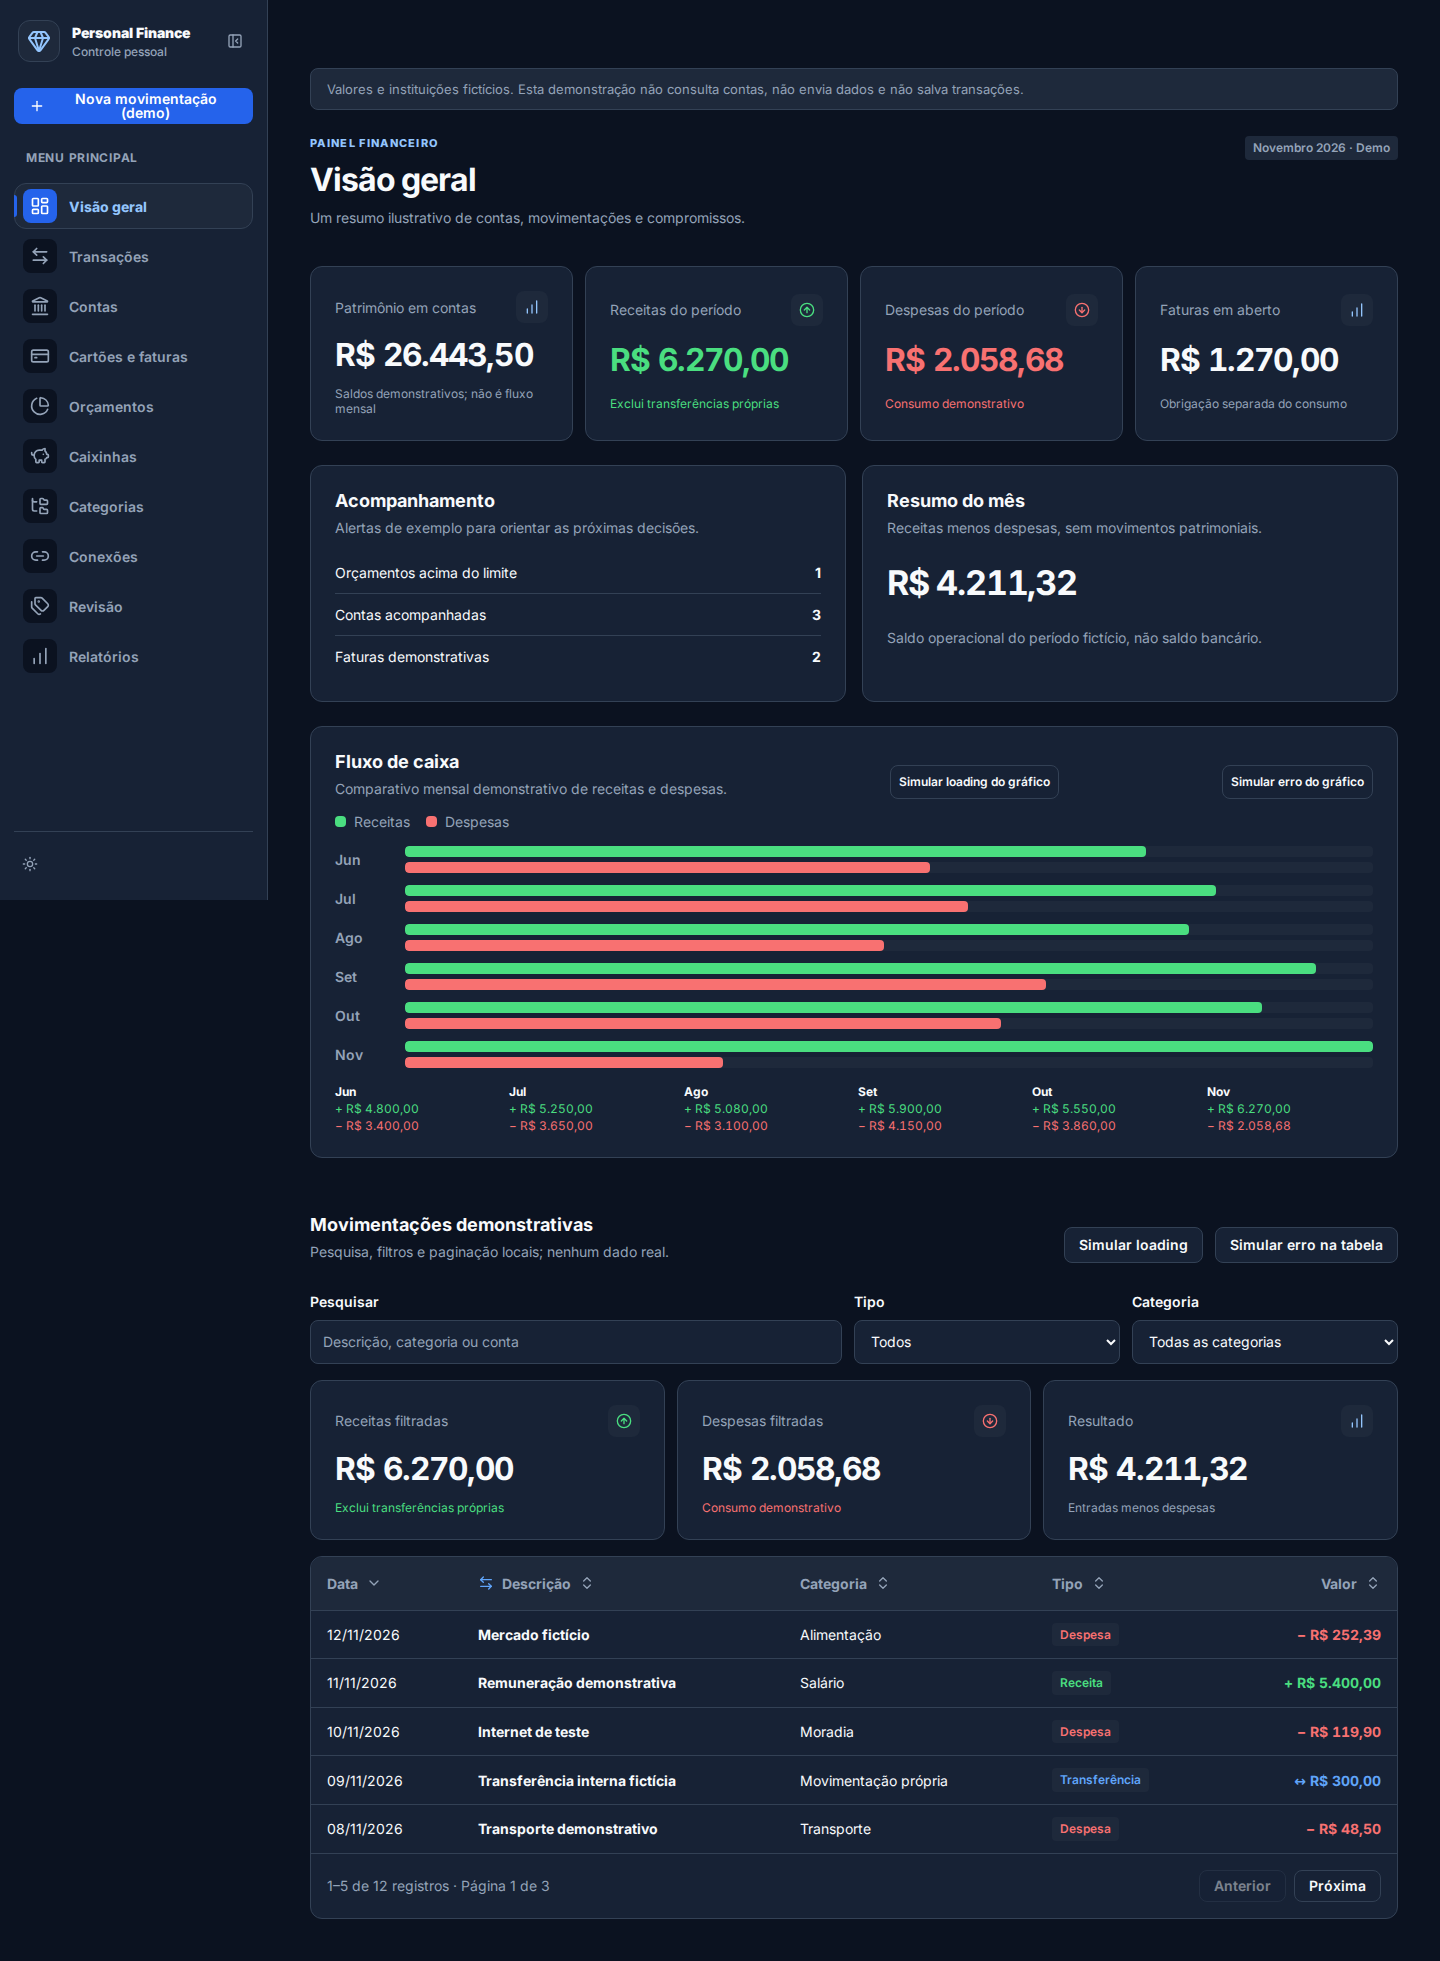 Personal Finance
Controle pessoal
Nova movimentação
(demo)
MENU PRINCIPAL
Visão geral
Transações
Contas
Cartões e faturas
Orçamentos
Caixinhas
Categorias
Conexões
Revisão
Relatórios
Valores e instituições fictícios. Esta demonstração não consulta contas, não envia dados e não salva transações.
PAINEL FINANCEIRO
Novembro 2026 · Demo
Visão geral
Um resumo ilustrativo de contas, movimentações e compromissos.
Patrimônio em contas
R$ 26.443,50
Saldos demonstrativos; não é fluxo
mensal
Receitas do período
R$ 6.270,00
Exclui transferências próprias
Despesas do período
R$ 2.058,68
Consumo demonstrativo
Faturas em aberto
R$ 1.270,00
Obrigação separada do consumo
Acompanhamento
Alertas de exemplo para orientar as próximas decisões.
Orçamentos acima do limite 1
Contas acompanhadas 3
Faturas demonstrativas 2
Resumo do mês
Receitas menos despesas, sem movimentos patrimoniais.
R$ 4.211,32
Saldo operacional do período fictício, não saldo bancário.
Fluxo de caixa
Comparativo mensal demonstrativo de receitas e despesas.
Simular loading do gráfico
Simular erro do gráfico
Receitas Despesas
Jun
Jul
Ago
Set
Out
Nov
Jun Jul Ago Set Out Nov
+ R$ 4.800,00 + R$ 5.250,00 + R$ 5.080,00 + R$ 5.900,00 + R$ 5.550,00 + R$ 6.270,00
− R$ 3.400,00 − R$ 3.650,00 − R$ 3.100,00 − R$ 4.150,00 − R$ 3.860,00 − R$ 2.058,68
Movimentações demonstrativas
Pesquisa, filtros e paginação locais; nenhum dado real.
Simular loading
Simular erro na tabela
Pesquisar Tipo Categoria
Descrição, categoria ou conta Todos Todas as categorias
Receitas filtradas
R$ 6.270,00
Exclui transferências próprias
Despesas filtradas
R$ 2.058,68
Consumo demonstrativo
Resultado
R$ 4.211,32
Entradas menos despesas
Data Descrição Categoria Tipo Valor
12/11/2026 Mercado fictício Alimentação Despesa − R$ 252,39
11/11/2026 Remuneração demonstrativa Salário Receita + R$ 5.400,00
10/11/2026 Internet de teste Moradia Despesa − R$ 119,90
09/11/2026 Transferência interna fictícia Movimentação própria Transferência ↔ R$ 300,00
08/11/2026 Transporte demonstrativo Transporte Despesa − R$ 48,50
1–5 de 12 registros · Página 1 de 3 Anterior Próxima